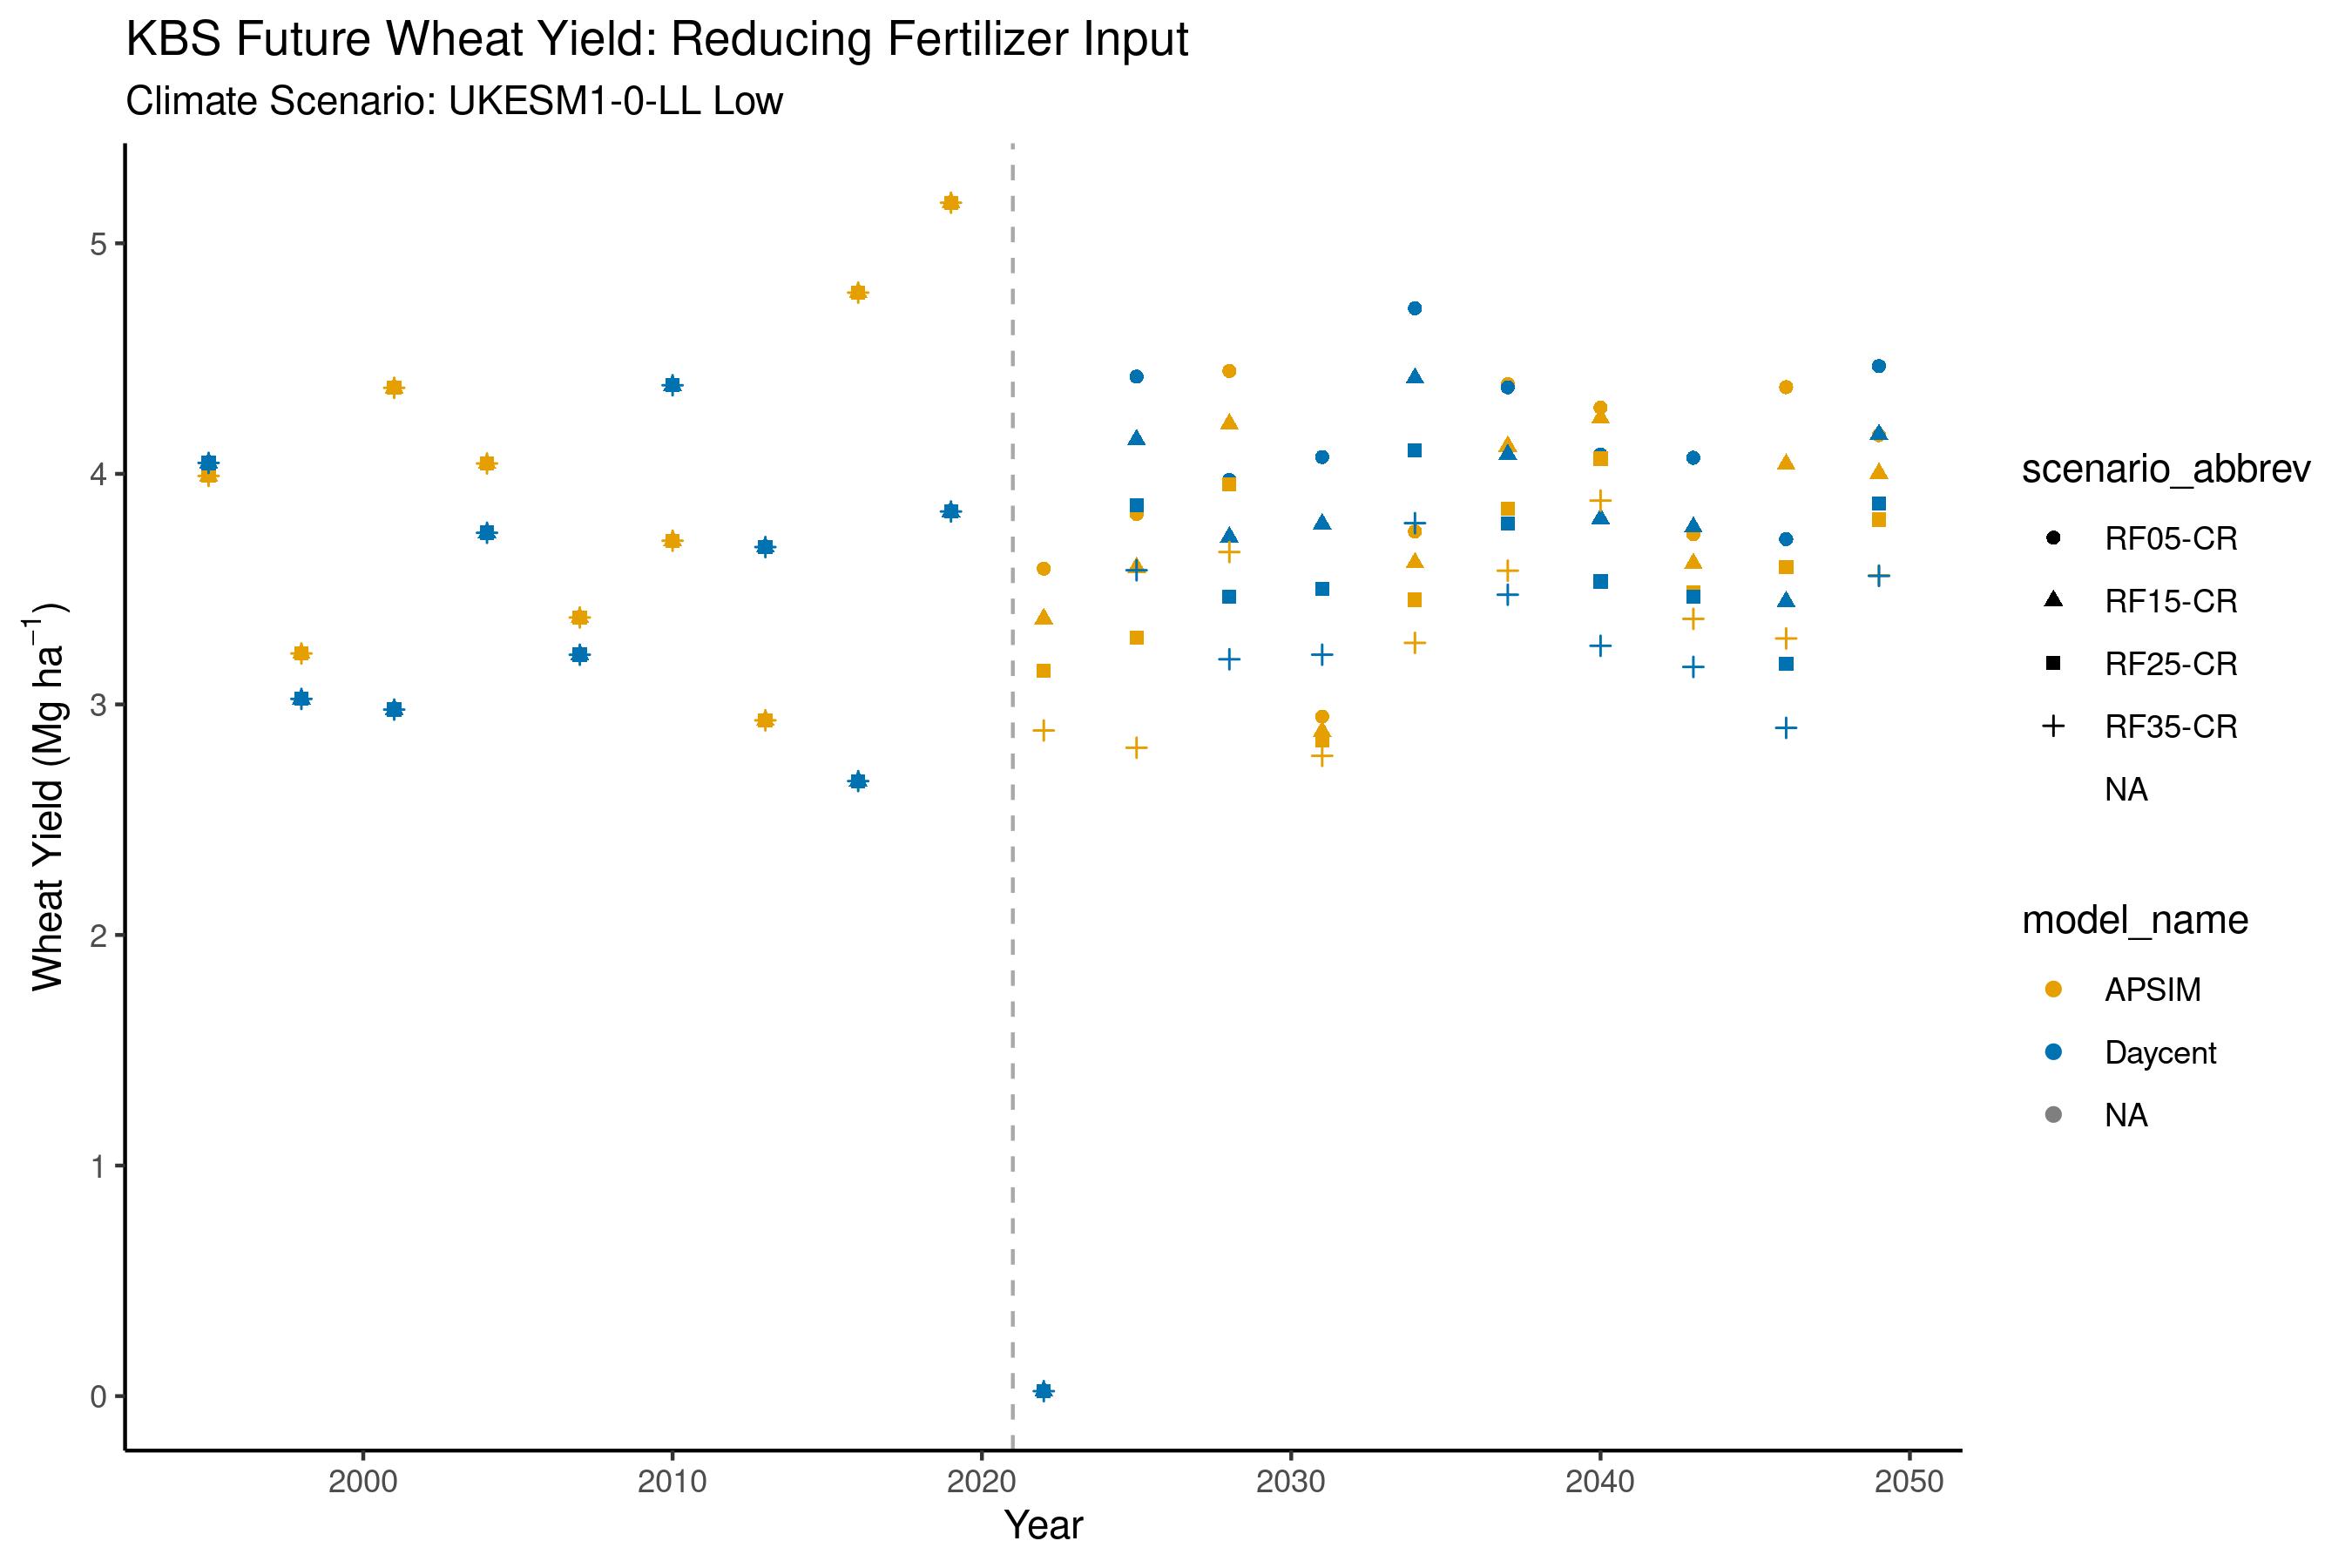 KBS Future Wheat Yield: Reducing Fertilizer Input
Climate Scenario: UKESM1-0-LL Low
Wheat Yield (Mg ha⁻¹)
5
4
3
2
1
0
2000 2010 2020 2030 2040 2050
Year
scenario_abbrev
RF05-CR
RF15-CR
RF25-CR
RF35-CR
NA
model_name
APSIM
Daycent
NA